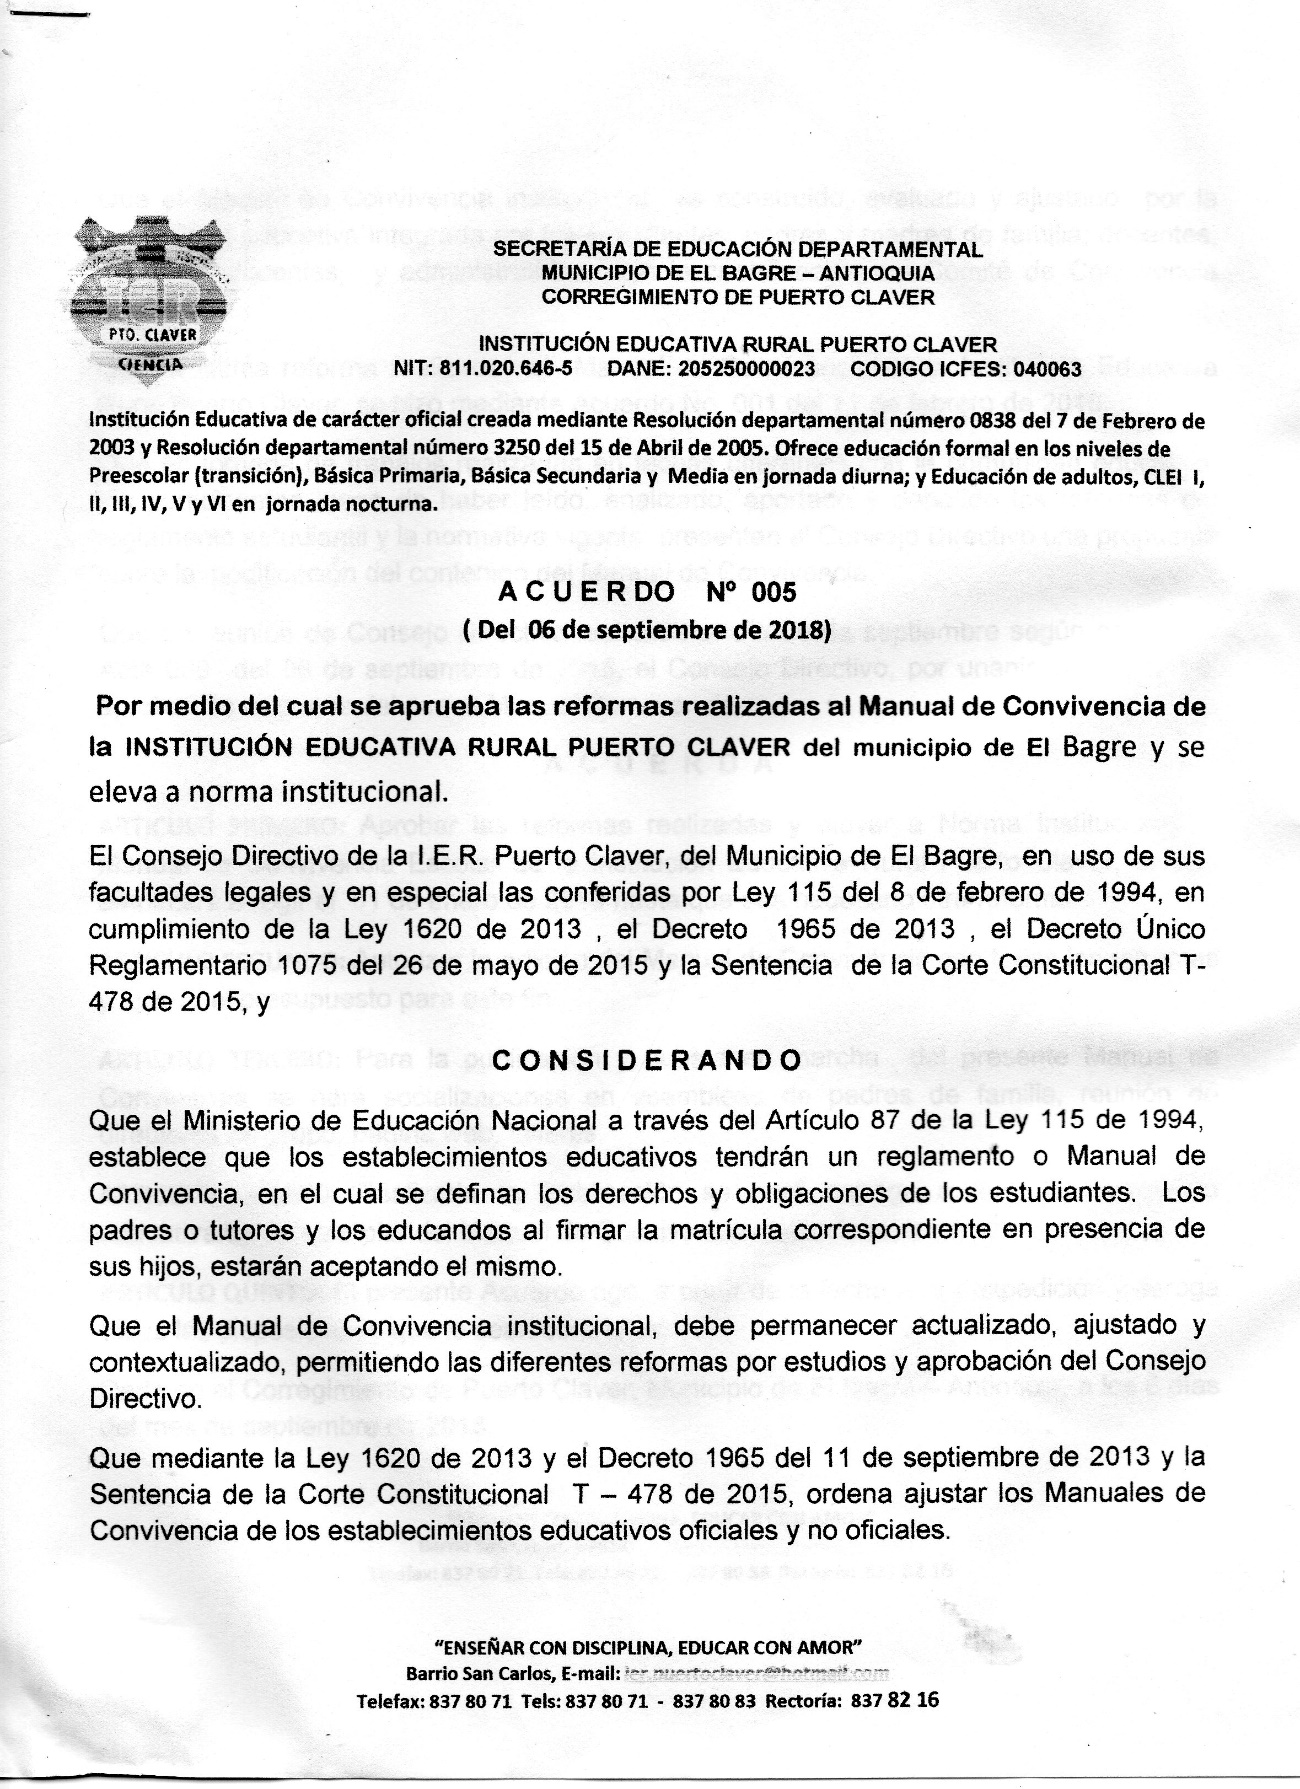 SECRETARÍA DE EDUCACIÓN DEPARTAMENTAL
MUNICIPIO DE EL BAGRE – ANTIOQUIA
CORREGIMIENTO DE PUERTO CLAVER
IER
PTO. CLAVER
CIENCIA
INSTITUCIÓN EDUCATIVA RURAL PUERTO CLAVER
NIT: 811.020.646-5 DANE: 205250000023 CODIGO ICFES: 040063
Institución Educativa de carácter oficial creada mediante Resolución departamental número 0838 del 7 de Febrero de
2003 y Resolución departamental número 3250 del 15 de Abril de 2005. Ofrece educación formal en los niveles de
Preescolar (transición), Básica Primaria, Básica Secundaria y Media en jornada diurna; y Educación de adultos, CLEI I,
II, III, IV, V y VI en jornada nocturna.
A C U E R D O Nº 005
( Del 06 de septiembre de 2018)
Por medio del cual se aprueba las reformas realizadas al Manual de Convivencia de
la INSTITUCIÓN EDUCATIVA RURAL PUERTO CLAVER del municipio de El Bagre y se
eleva a norma institucional.
El Consejo Directivo de la I.E.R. Puerto Claver, del Municipio de El Bagre, en uso de sus
facultades legales y en especial las conferidas por Ley 115 del 8 de febrero de 1994, en
cumplimiento de la Ley 1620 de 2013 , el Decreto 1965 de 2013 , el Decreto Único
Reglamentario 1075 del 26 de mayo de 2015 y la Sentencia de la Corte Constitucional T-
478 de 2015, y
C O N S I D E R A N D O
Que el Ministerio de Educación Nacional a través del Artículo 87 de la Ley 115 de 1994,
establece que los establecimientos educativos tendrán un reglamento o Manual de
Convivencia, en el cual se definan los derechos y obligaciones de los estudiantes. Los
padres o tutores y los educandos al firmar la matrícula correspondiente en presencia de
sus hijos, estarán aceptando el mismo.
Que el Manual de Convivencia institucional, debe permanecer actualizado, ajustado y
contextualizado, permitiendo las diferentes reformas por estudios y aprobación del Consejo
Directivo.
Que mediante la Ley 1620 de 2013 y el Decreto 1965 del 11 de septiembre de 2013 y la
Sentencia de la Corte Constitucional T – 478 de 2015, ordena ajustar los Manuales de
Convivencia de los establecimientos educativos oficiales y no oficiales.
"ENSEÑAR CON DISCIPLINA, EDUCAR CON AMOR"
Barrio San Carlos, E-mail: ier.puertoclaver@hotmail.com
Telefax: 837 80 71 Tels: 837 80 71 - 837 80 83 Rectoría: 837 82 16